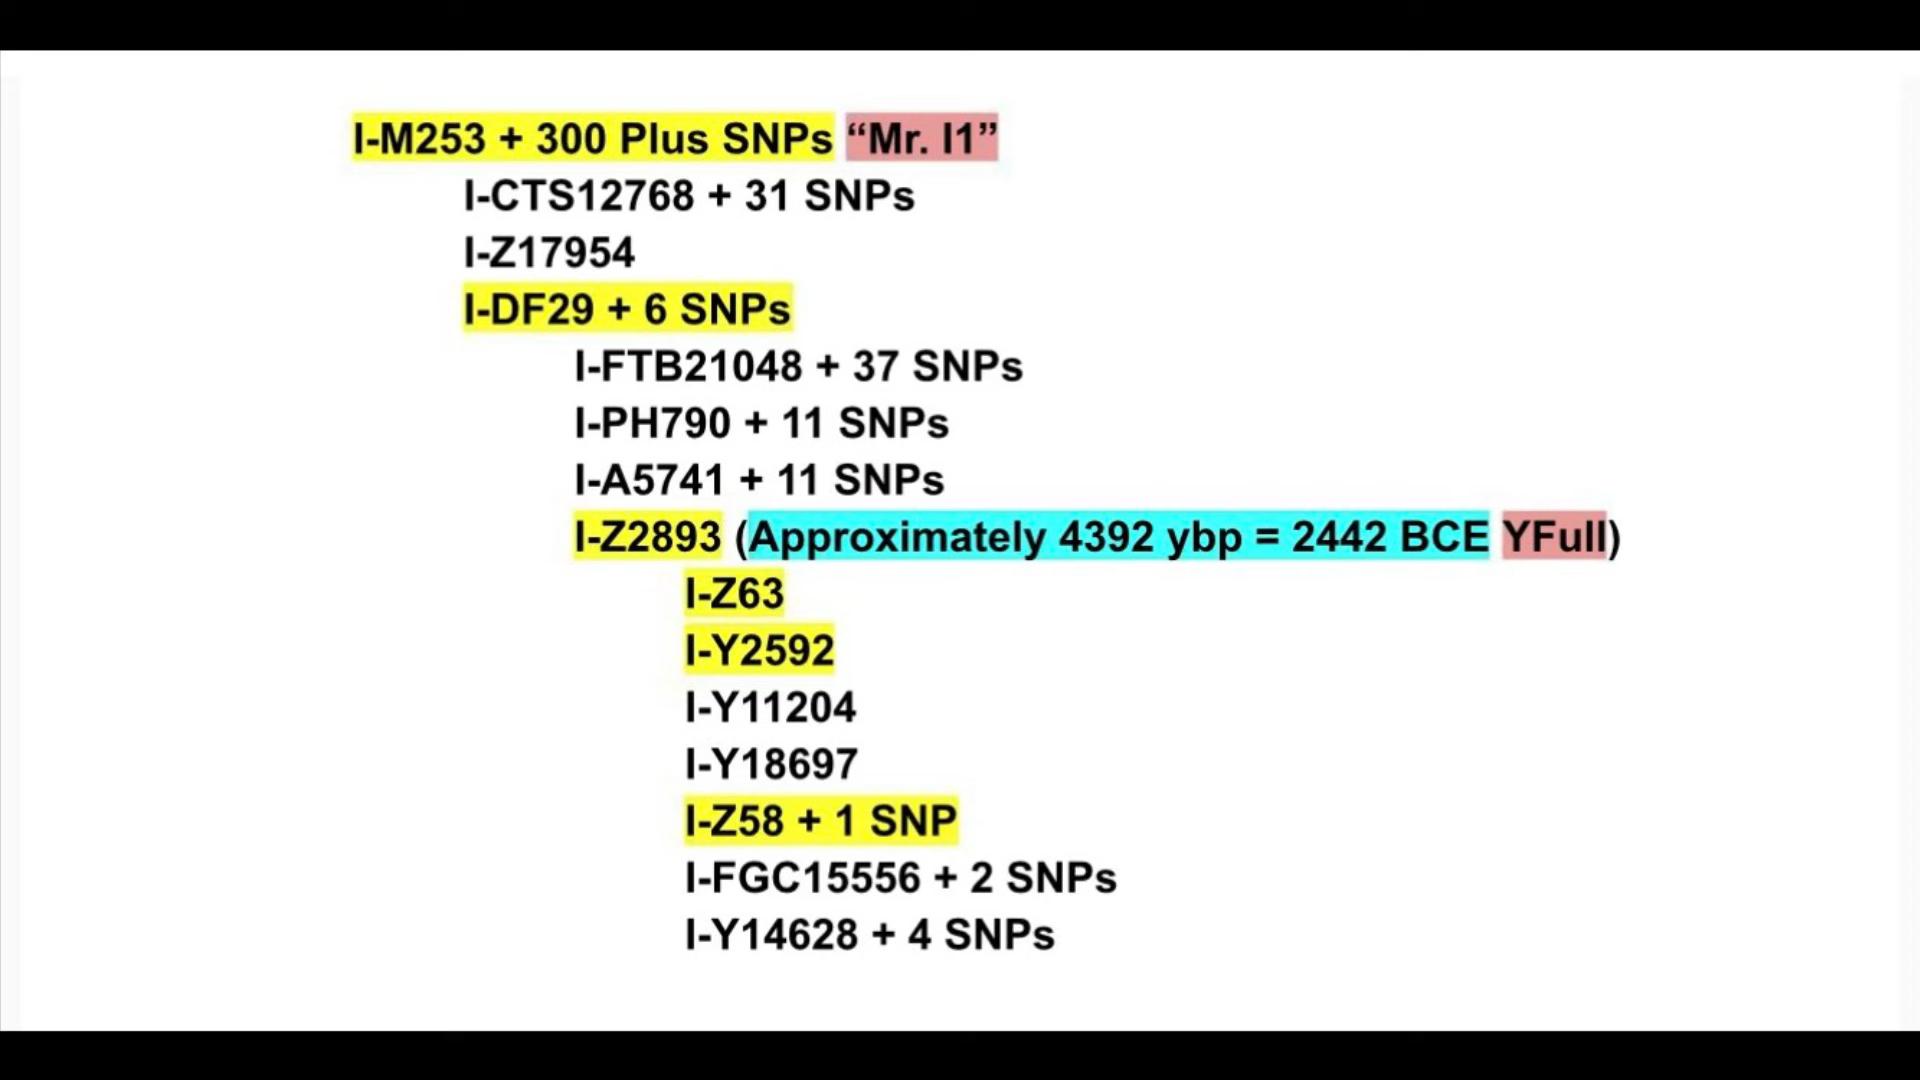 I-M253 + 300 Plus SNPs “Mr. I1”
I-CTS12768 + 31 SNPs
I-Z17954
I-DF29 + 6 SNPs
I-FTB21048 + 37 SNPs
I-PH790 + 11 SNPs
I-A5741 + 11 SNPs
I-Z2893 (Approximately 4392 ybp = 2442 BCE YFull)
I-Z63
I-Y2592
I-Y11204
I-Y18697
I-Z58 + 1 SNP
I-FGC15556 + 2 SNPs
I-Y14628 + 4 SNPs